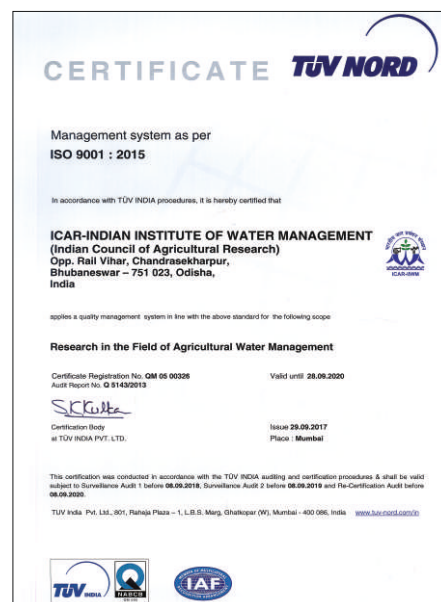 CERTIFICATE TÜV NORD
Management system as per
ISO 9001 : 2015
In accordance with TÜV INDIA procedures, it is hereby certified that
ICAR-INDIAN INSTITUTE OF WATER MANAGEMENT
(Indian Council of Agricultural Research)
Opp. Rail Vihar, Chandrasekharpur,
Bhubaneswar – 751 023, Odisha,
India
ICAR-IIWM
applies a quality management system in line with the above standard for the following scope
Research in the Field of Agricultural Water Management
Certificate Registration No. QM 05 00326 Valid until 28.09.2020
Audit Report No. Q 5143/2013
Certification Body Issue 29.09.2017
at TÜV INDIA PVT. LTD. Place : Mumbai
This certification was conducted in accordance with the TÜV INDIA auditing and certification procedures & shall be valid
subject to Surveillance Audit 1 before 08.09.2018, Surveillance Audit 2 before 08.09.2019 and Re-Certification Audit before
08.09.2020.
TUV India Pvt. Ltd., 801, Raheja Plaza – 1, L.B.S. Marg, Ghatkopar (W), Mumbai - 400 086, India www.tuv-nord.com/in
TÜV INDIA
NABCB
IAF